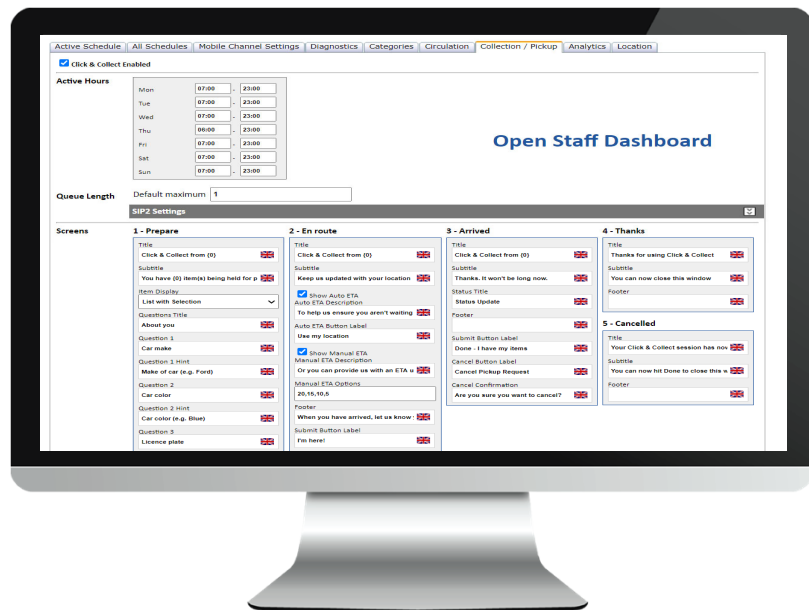 Active Schedule All Schedules Mobile Channel Settings Diagnostics Categories Circulation Collection / Pickup Analytics Location
Click & Collect Enabled
Active Hours
Mon 07:00 - 23:00
Tue 07:00 - 23:00
Wed 07:00 - 23:00
Thu 06:00 - 23:00
Fri 07:00 - 23:00
Sat 07:00 - 23:00
Sun 07:00 - 23:00
Open Staff Dashboard
Queue Length Default maximum 1
SIP2 Settings
Screens
1 - Prepare
Title
Click & Collect from {0}
Subtitle
You have {0} item(s) being held for p
Item Display
List with Selection
Questions Title
About you
Question 1
Car make
Question 1 Hint
Make of car (e.g. Ford)
Question 2
Car color
Question 2 Hint
Car color (e.g. Blue)
Question 3
Licence plate
2 - En route
Title
Click & Collect from {0}
Subtitle
Keep us updated with your location
Show Auto ETA
Auto ETA Description
To help us ensure you aren't waiting
Auto ETA Button Label
Use my location
Show Manual ETA
Manual ETA Description
Or you can provide us with an ETA u
Manual ETA Options
20,15,10,5
Footer
When you have arrived, let us know
Submit Button Label
I'm here!
3 - Arrived
Title
Click & Collect from {0}
Subtitle
Thanks. It won't be long now.
Status Title
Status Update
Footer
Submit Button Label
Done - I have my items
Cancel Button Label
Cancel Pickup Request
Cancel Confirmation
Are you sure you want to cancel?
4 - Thanks
Title
Thanks for using Click & Collect
Subtitle
You can now close this window
Footer
5 - Cancelled
Title
Your Click & Collect session has nov
Subtitle
You can now hit Done to close this w
Footer